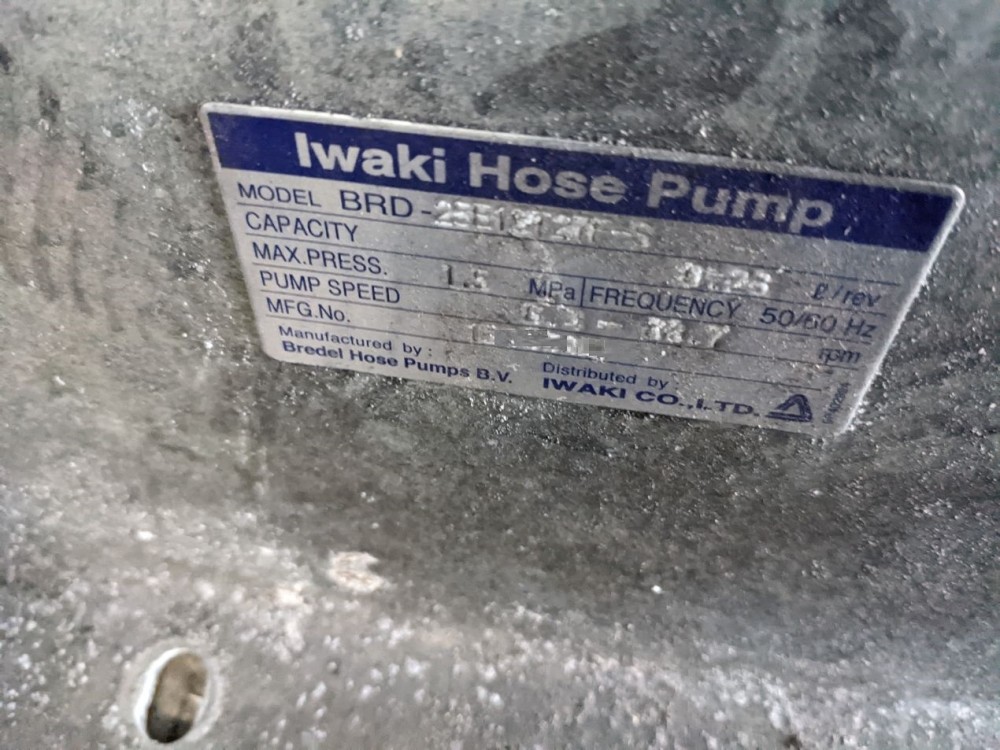 Iwaki Hose Pump
MODEL BRD-
CAPACITY ℓ/rev
MAX.PRESS. 1.5 MPa FREQUENCY 50/60 Hz
PUMP SPEED rpm
MFG.No.
Manufactured by :
Bredel Hose Pumps B.V.
Distributed by :
IWAKI CO.,LTD.